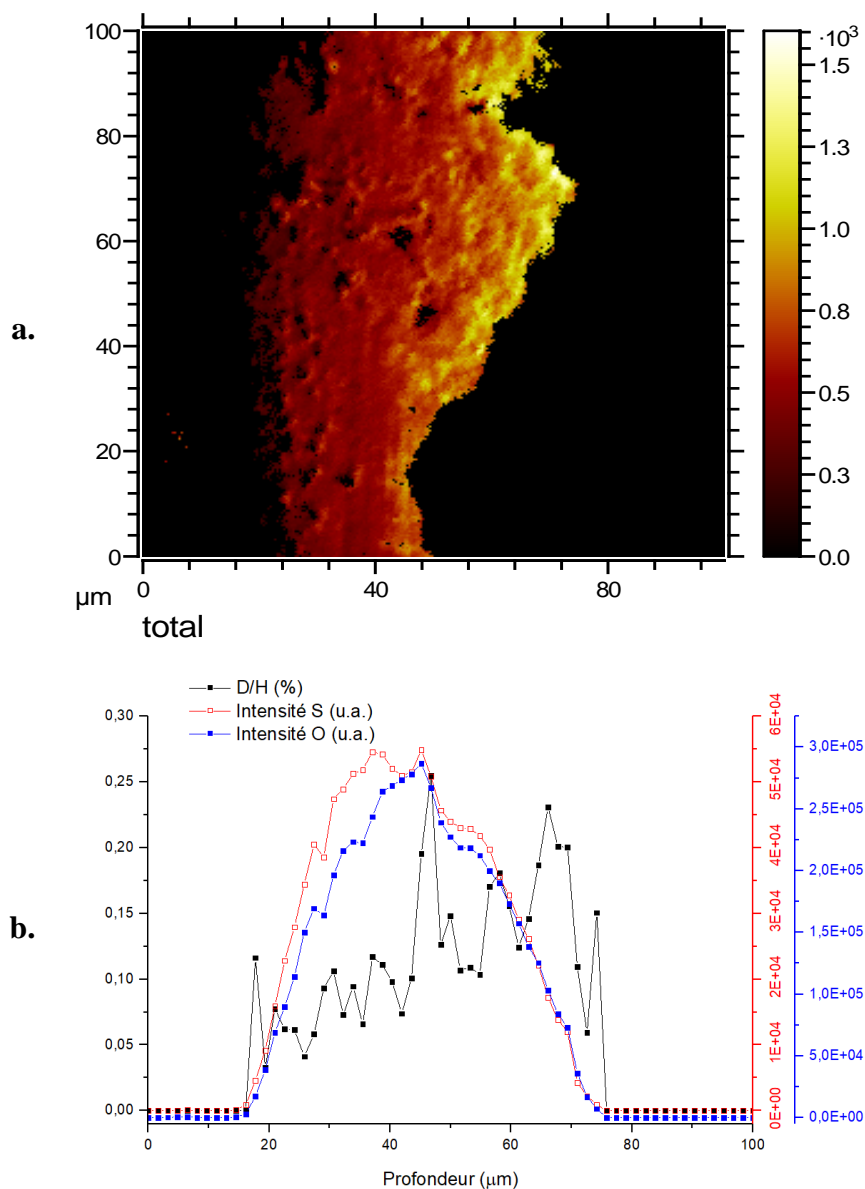 ·10³
100
1.5
80
1.3
60
1.0
a.
40
0.8
0.5
20
0.3
0
0.0
0
40
80
µm
total
D/H (%)
Intensité S (u.a.)
Intensité O (u.a.)
b.
0,30
0,25
0,20
0,15
0,10
0,05
0,00
6E+04
5E+04
4E+04
3E+04
2E+04
1E+04
0E+00
3,0E+05
2,5E+05
2,0E+05
1,5E+05
1,0E+05
5,0E+04
0,0E+00
0
20
40
60
80
100
Profondeur (µm)